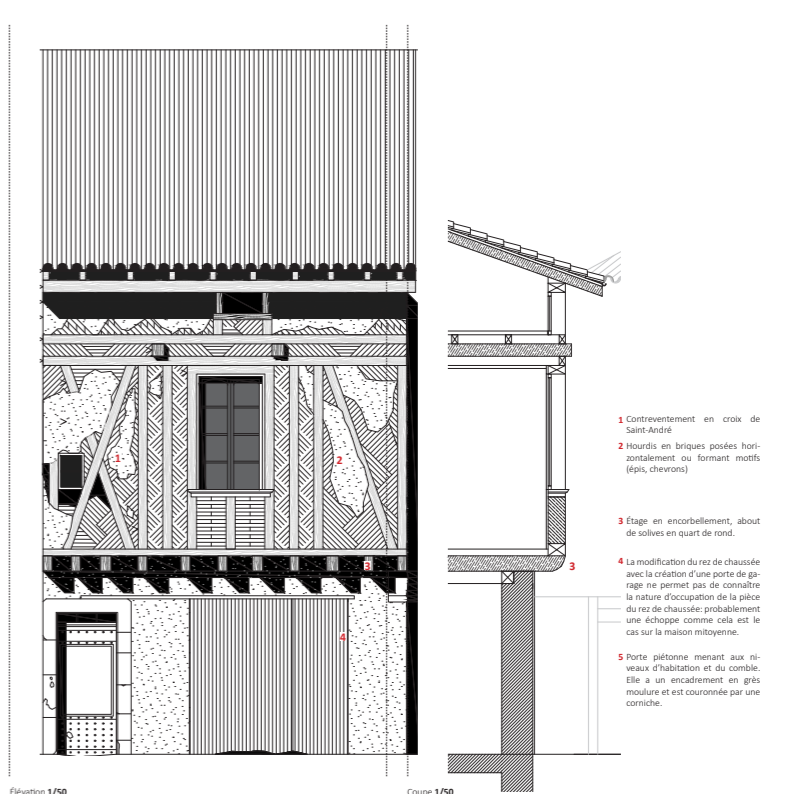 1 Contreventement en croix de
Saint-André
2 Hourdis en briques posées hori-
zontalement ou formant motifs
(épis, chevrons)
3 Étage en encorbellement, about
de solives en quart de rond.
4 La modification du rez de chaussée
avec la création d'une porte de ga-
rage ne permet pas de connaître
la nature d'occupation de la pièce
du rez de chaussée: probablement
une échoppe comme cela est le
cas sur la maison mitoyenne.
5 Porte piétonne menant aux ni-
veaux d'habitation et du comble.
Elle a un encadrement en grès
moulure et est couronnée par une
corniche.
1
2
3
3
4
Élévation 1/50
Coupe 1/50